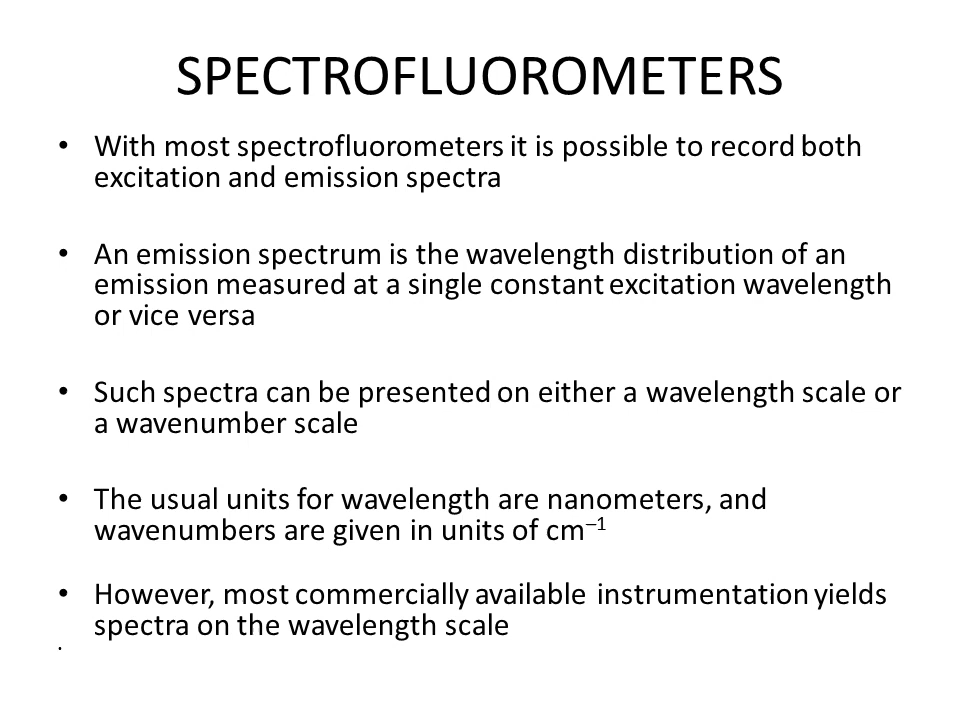 SPECTROFLUOROMETERS
• With most spectrofluorometers it is possible to record both
excitation and emission spectra
• An emission spectrum is the wavelength distribution of an
emission measured at a single constant excitation wavelength
or vice versa
• Such spectra can be presented on either a wavelength scale or
a wavenumber scale
• The usual units for wavelength are nanometers, and
wavenumbers are given in units of cm⁻¹
• However, most commercially available instrumentation yields
spectra on the wavelength scale
•